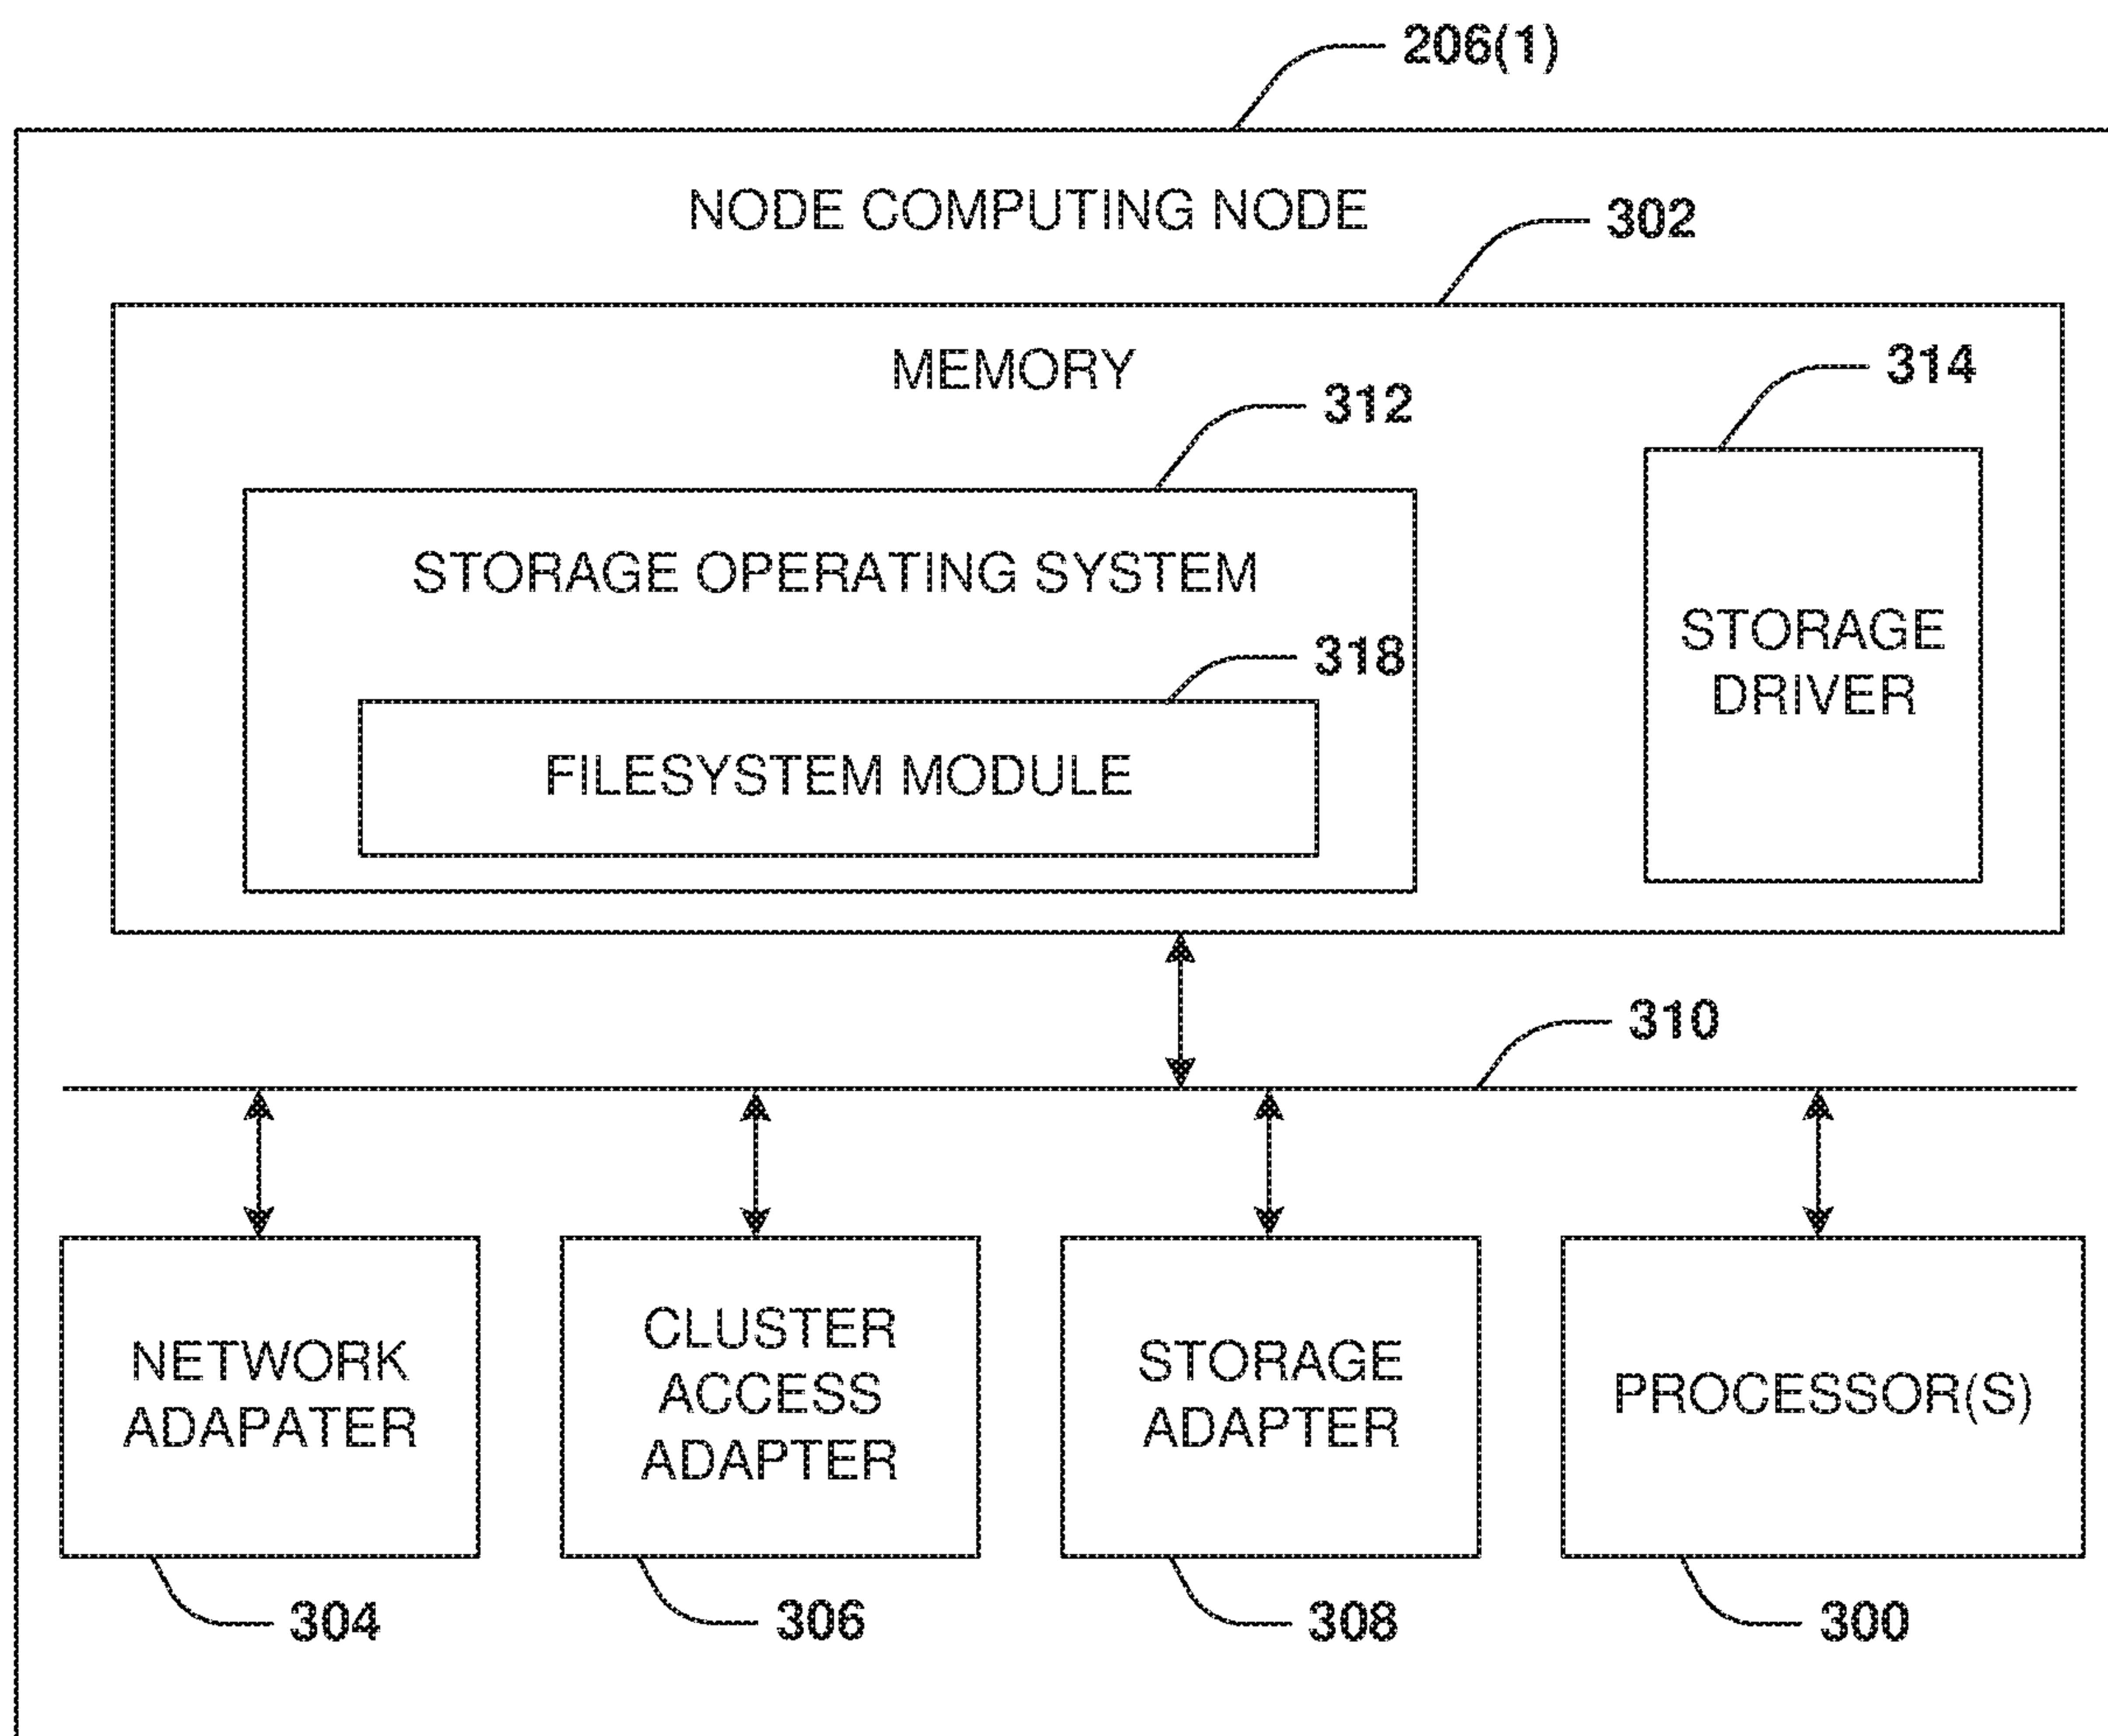 206(1)
NODE COMPUTING NODE
302
MEMORY
314
312
STORAGE OPERATING SYSTEM
STORAGE
DRIVER
318
FILESYSTEM MODULE
310
NETWORK
ADAPATER
CLUSTER
ACCESS
ADAPTER
STORAGE
ADAPTER
PROCESSOR(S)
304
306
308
300